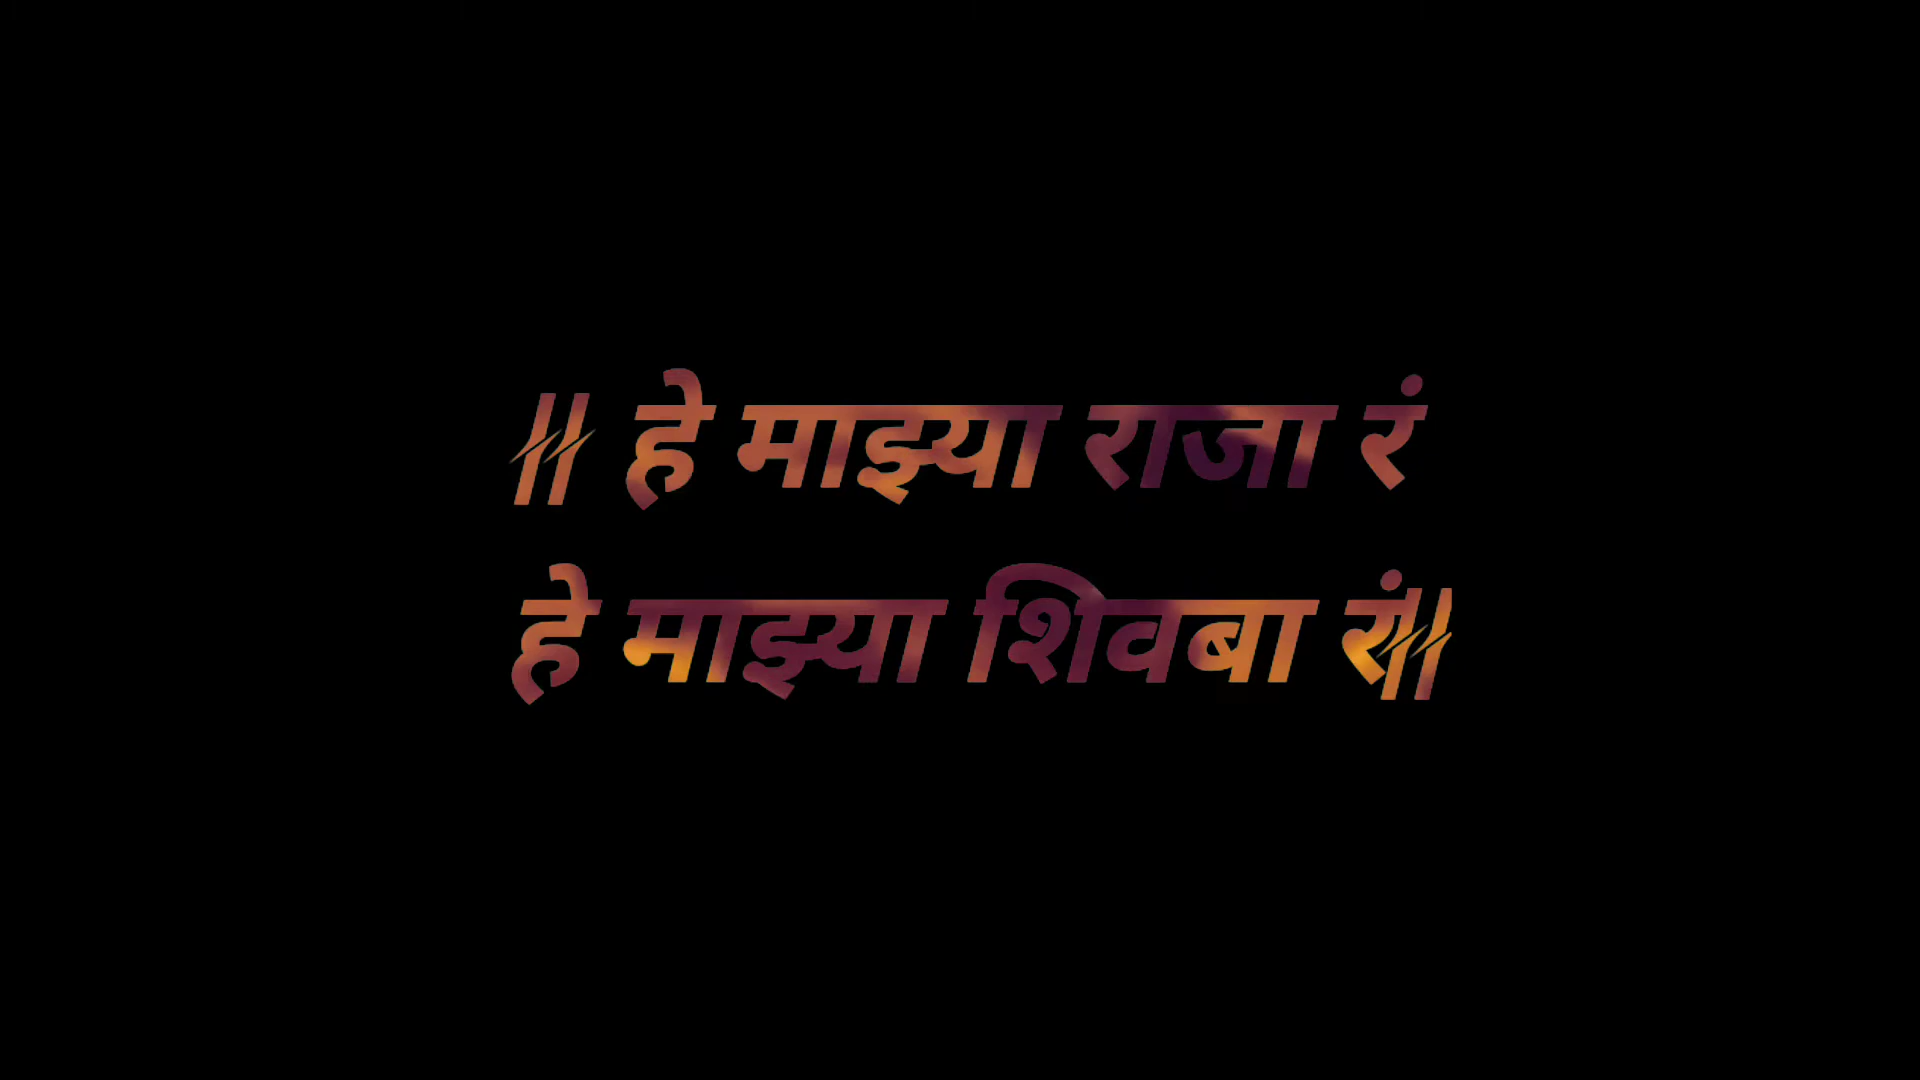 ॥ हे माझ्या राजा रं
हे माझ्या शिवबा रं॥